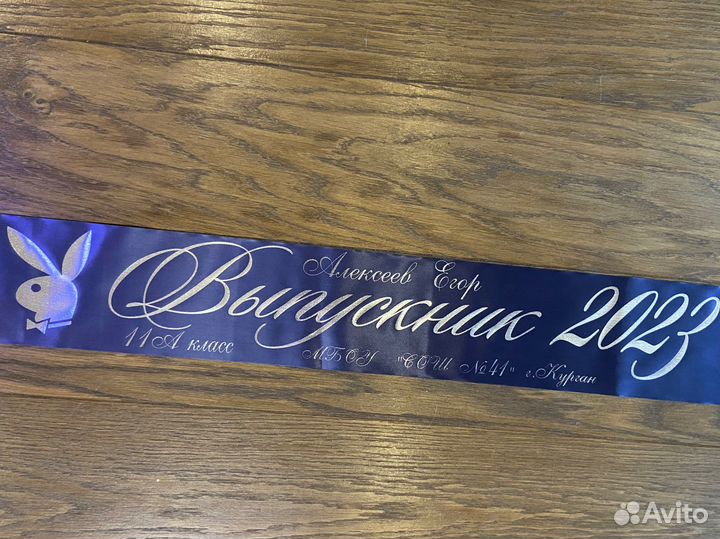 Алексеев Егор
Выпускник 2023
11А класс
МБОУ "СОШ №41" г.Курган
Avito